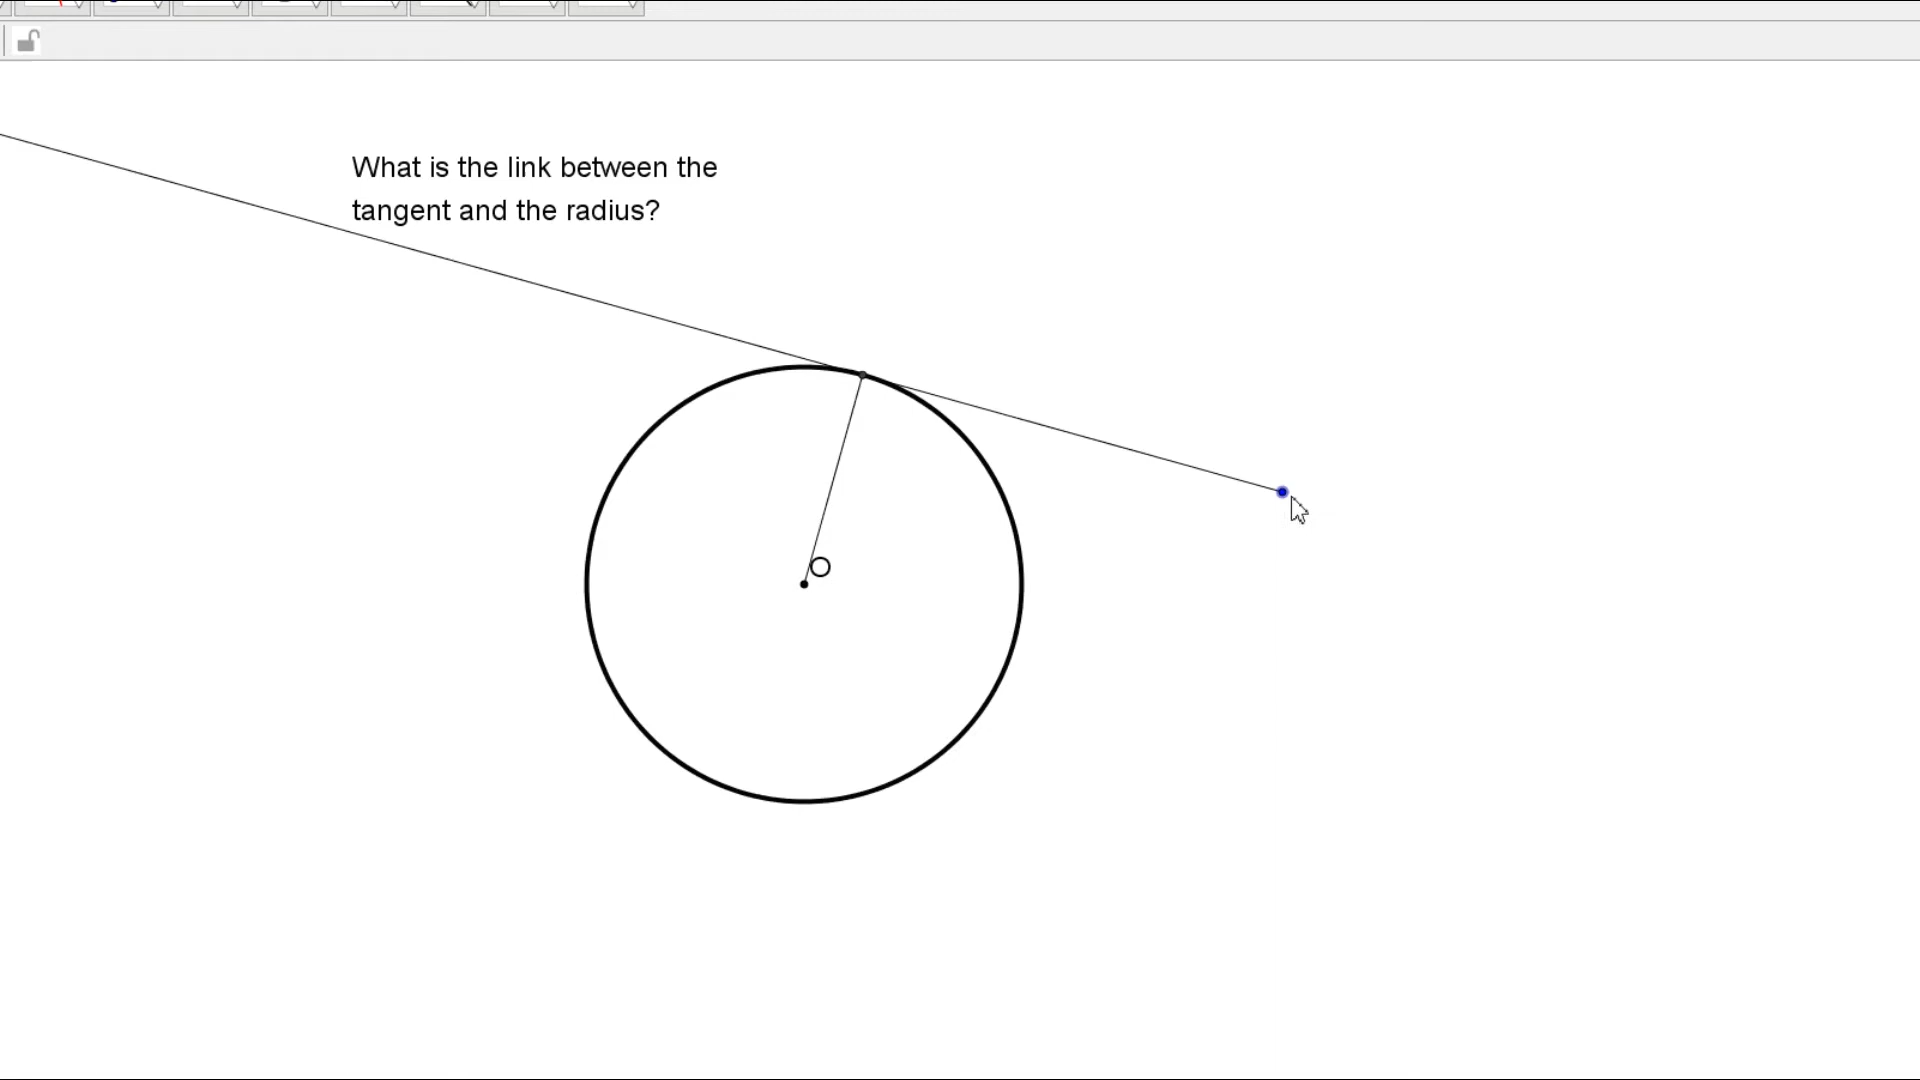 What is the link between the
tangent and the radius?
O